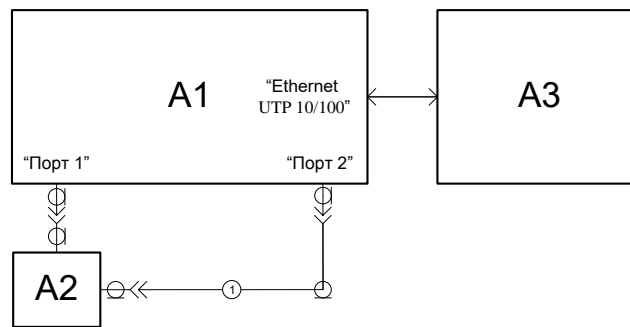 A1
“Ethernet
UTP 10/100”
A3
“Порт 1”
“Порт 2”
A2
1